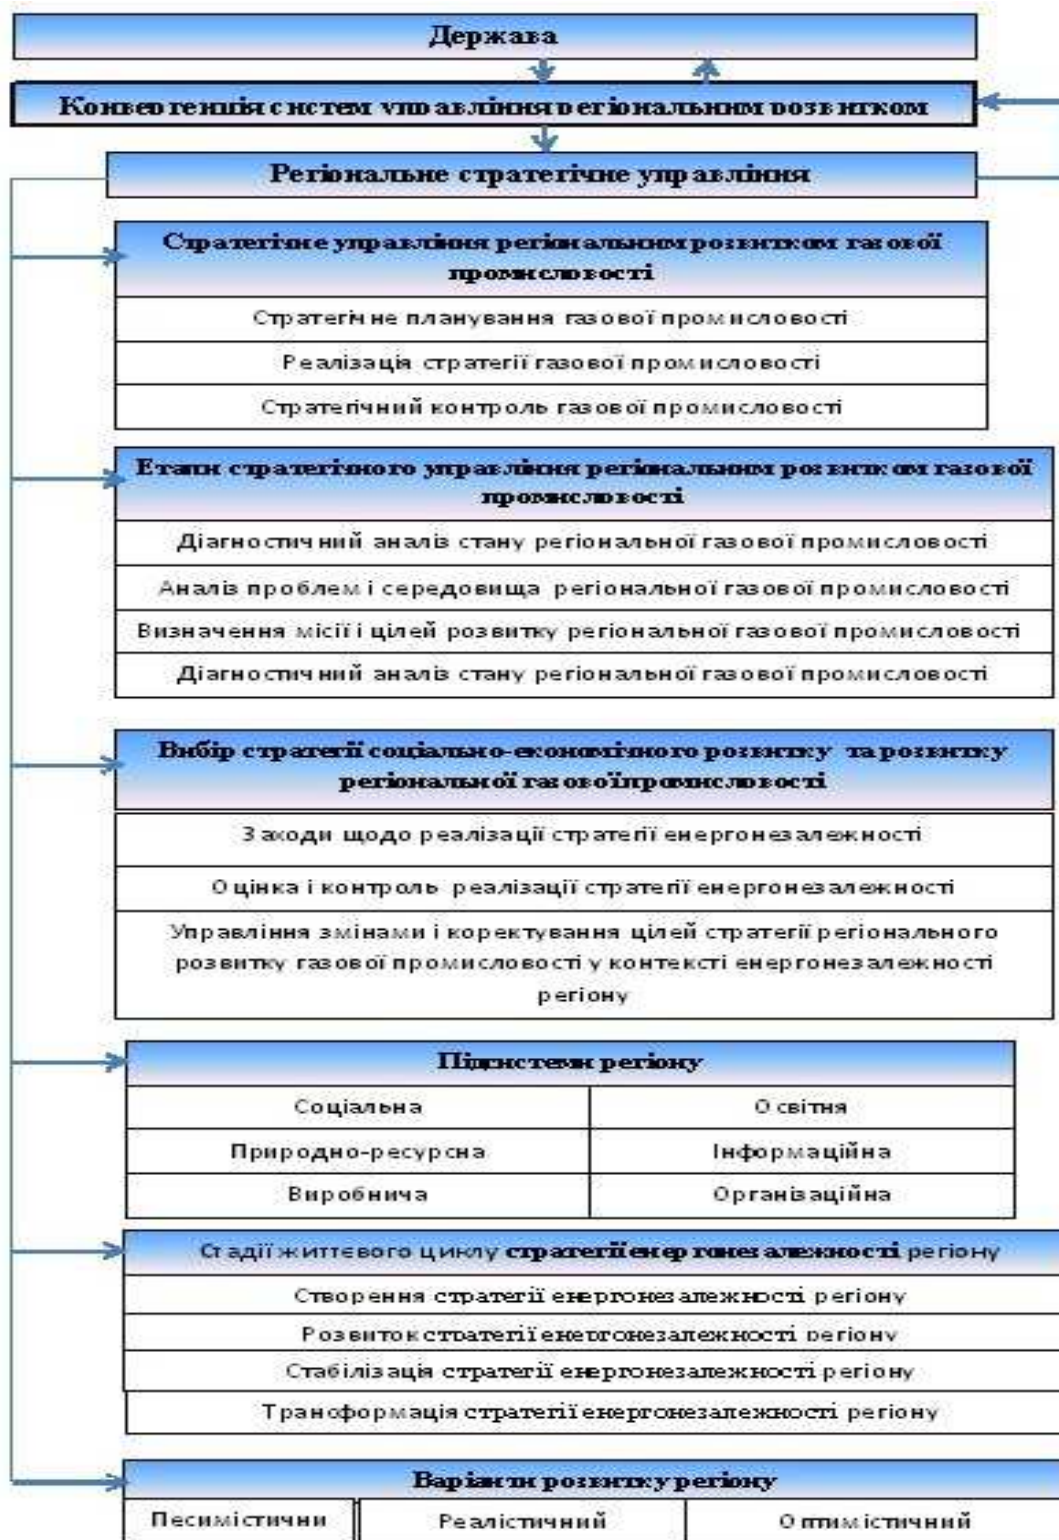 Держава
Конвергенція систем управління регіональним розвитком
Регіональне стратегічне управління
Стратегічне управління регіональним розвитком газової
промисловості
Стратегічне планування газової промисловості
Реалізація стратегії газової промисловості
Стратегічний контроль газової промисловості
Етапи стратегічного управління регіональним розвитком газової
промисловості
Діагностичний аналіз стану регіональної газової промисловості
Аналіз проблем і середовища регіональної газової промисловості
Визначення місії і цілей розвитку регіональної газової промисловості
Діагностичний аналіз стану регіональної газової промисловості
Вибір стратегії соціально-економічного розвитку та розвитку
регіональної газової промисловості
Заходи щодо реалізації стратегії енергонезалежності
Оцінка і контроль реалізації стратегії енергонезалежності
Управління змінами і коректування цілей стратегії регіонального
розвитку газової промисловості у контексті енергонезалежності
регіону
Підсистеми регіону
Соціальна Освітня
Природно-ресурсна Інформаційна
Виробнича Організаційна
Стадії життєвого циклу стратегії енергонезалежності регіону
Створення стратегії енергонезалежності регіону
Розвиток стратегії енергонезалежності регіону
Стабілізація стратегії енергонезалежності регіону
Трансформація стратегії енергонезалежності регіону
Варіанти розвитку регіону
Песимістични Реалістичний Оптимістичний